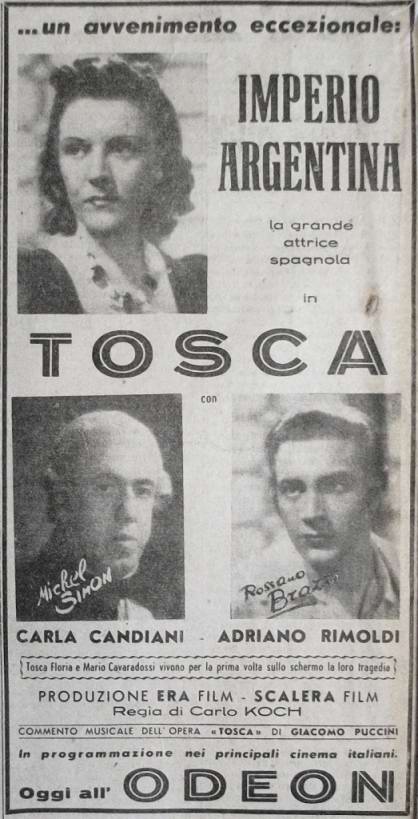 ...un avvenimento eccezionale:
IMPERIO
ARGENTINA
la grande
attrice
spagnola
in
TOSCA
con
Michel
SIMON
Rossano
Brazzi
CARLA CANDIANI - ADRIANO RIMOLDI
Tosca Floria e Mario Cavaradossi vivono per la prima volta sullo schermo la loro tragedia
PRODUZIONE ERA FILM - SCALERA FILM
Regia di Carlo KOCH
COMMENTO MUSICALE DELL'OPERA «TOSCA» DI GIACOMO PUCCINI
In programmazione nei principali cinema italiani.
Oggi all' ODEON